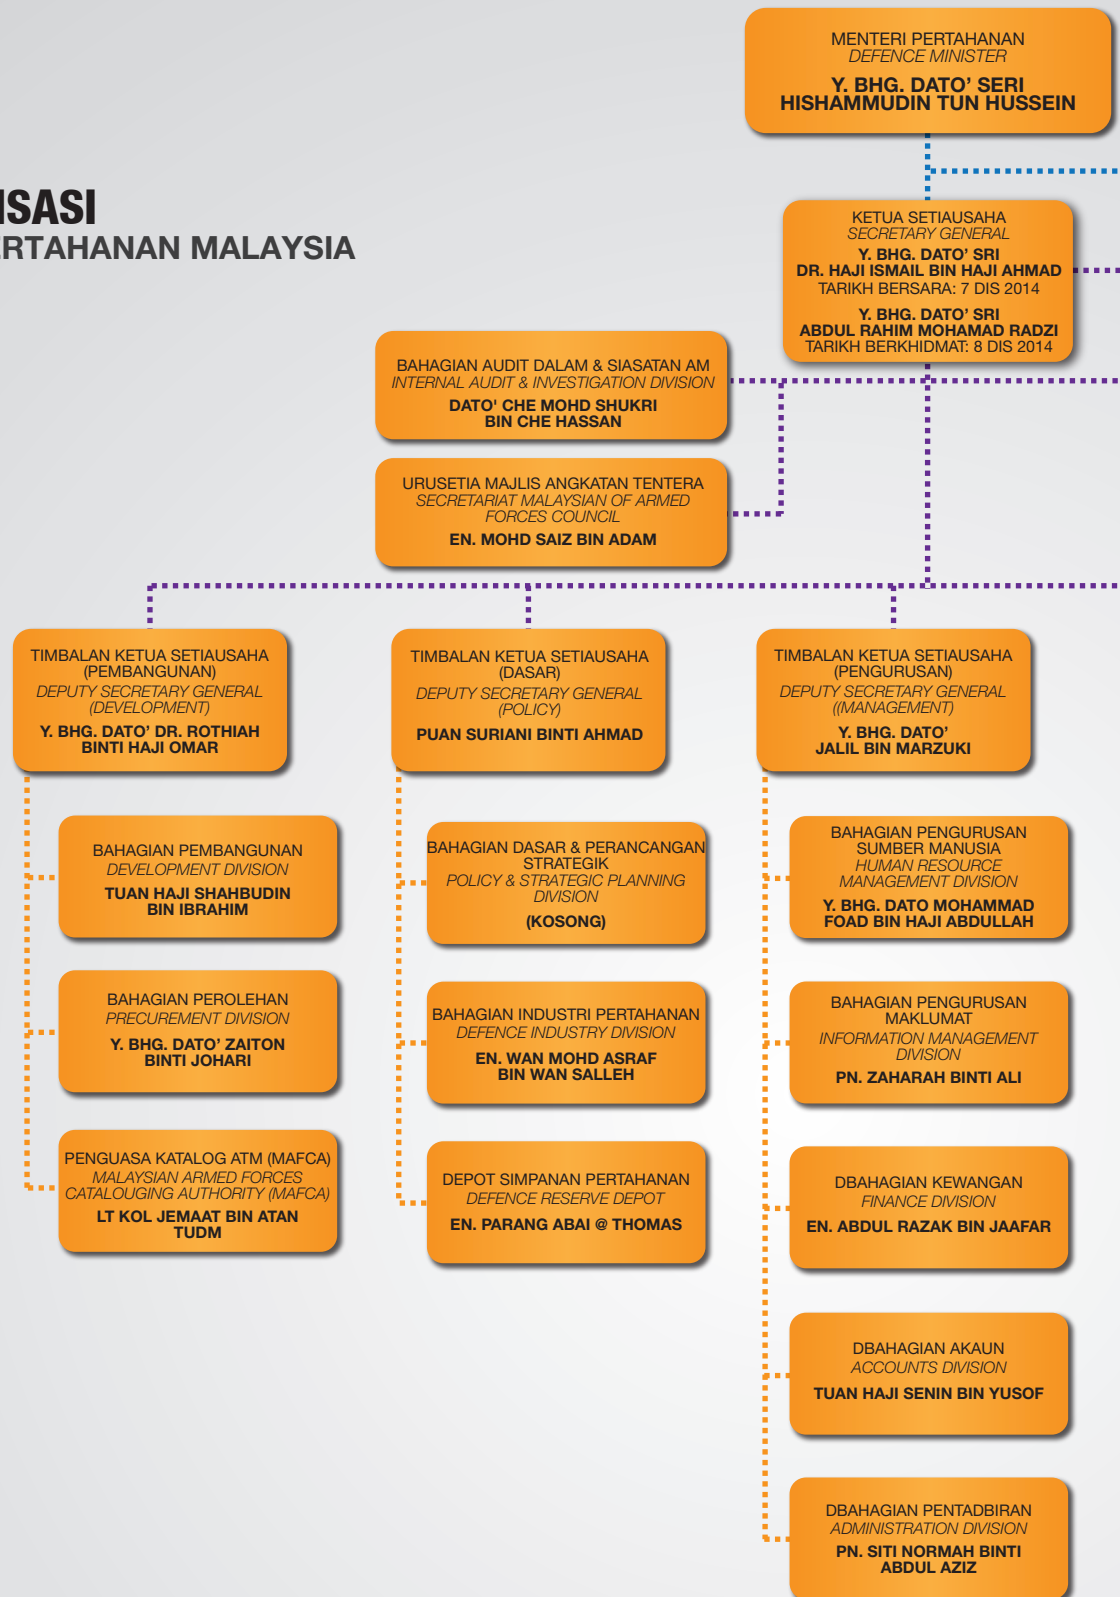 MENTERI PERTAHANAN
DEFENCE MINISTER
Y. BHG. DATO’ SERI
HISHAMMUDIN TUN HUSSEIN
ISASI
ERTAHANAN MALAYSIA
KETUA SETIAUSAHA
SECRETARY GENERAL
Y. BHG. DATO’ SRI
DR. HAJI ISMAIL BIN HAJI AHMAD
TARIKH BERSARA: 7 DIS 2014
Y. BHG. DATO’ SRI
ABDUL RAHIM MOHAMAD RADZI
TARIKH BERKHIDMAT: 8 DIS 2014
BAHAGIAN AUDIT DALAM & SIASATAN AM
INTERNAL AUDIT & INVESTIGATION DIVISION
DATO' CHE MOHD SHUKRI
BIN CHE HASSAN
URUSETIA MAJLIS ANGKATAN TENTERA
SECRETARIAT MALAYSIAN OF ARMED
FORCES COUNCIL
EN. MOHD SAIZ BIN ADAM
TIMBALAN KETUA SETIAUSAHA
(PEMBANGUNAN)
DEPUTY SECRETARY GENERAL
(DEVELOPMENT)
Y. BHG. DATO’ DR. ROTHIAH
BINTI HAJI OMAR
BAHAGIAN PEMBANGUNAN
DEVELOPMENT DIVISION
TUAN HAJI SHAHBUDIN
BIN IBRAHIM
BAHAGIAN PEROLEHAN
PRECUREMENT DIVISION
Y. BHG. DATO’ ZAITON
BINTI JOHARI
PENGUASA KATALOG ATM (MAFCA)
MALAYSIAN ARMED FORCES
CATALOUGING AUTHORITY (MAFCA)
LT KOL JEMAAT BIN ATAN
TUDM
TIMBALAN KETUA SETIAUSAHA
(DASAR)
DEPUTY SECRETARY GENERAL
(POLICY)
PUAN SURIANI BINTI AHMAD
BAHAGIAN DASAR & PERANCANGAN
STRATEGIK
POLICY & STRATEGIC PLANNING
DIVISION
(KOSONG)
BAHAGIAN INDUSTRI PERTAHANAN
DEFENCE INDUSTRY DIVISION
EN. WAN MOHD ASRAF
BIN WAN SALLEH
DEPOT SIMPANAN PERTAHANAN
DEFENCE RESERVE DEPOT
EN. PARANG ABAI @ THOMAS
TIMBALAN KETUA SETIAUSAHA
(PENGURUSAN)
DEPUTY SECRETARY GENERAL
((MANAGEMENT)
Y. BHG. DATO’
JALIL BIN MARZUKI
BAHAGIAN PENGURUSAN
SUMBER MANUSIA
HUMAN RESOURCE
MANAGEMENT DIVISION
Y. BHG. DATO MOHAMMAD
FOAD BIN HAJI ABDULLAH
BAHAGIAN PENGURUSAN
MAKLUMAT
INFORMATION MANAGEMENT
DIVISION
PN. ZAHARAH BINTI ALI
DBAHAGIAN KEWANGAN
FINANCE DIVISION
EN. ABDUL RAZAK BIN JAAFAR
DBAHAGIAN AKAUN
ACCOUNTS DIVISION
TUAN HAJI SENIN BIN YUSOF
DBAHAGIAN PENTADBIRAN
ADMINISTRATION DIVISION
PN. SITI NORMAH BINTI
ABDUL AZIZ